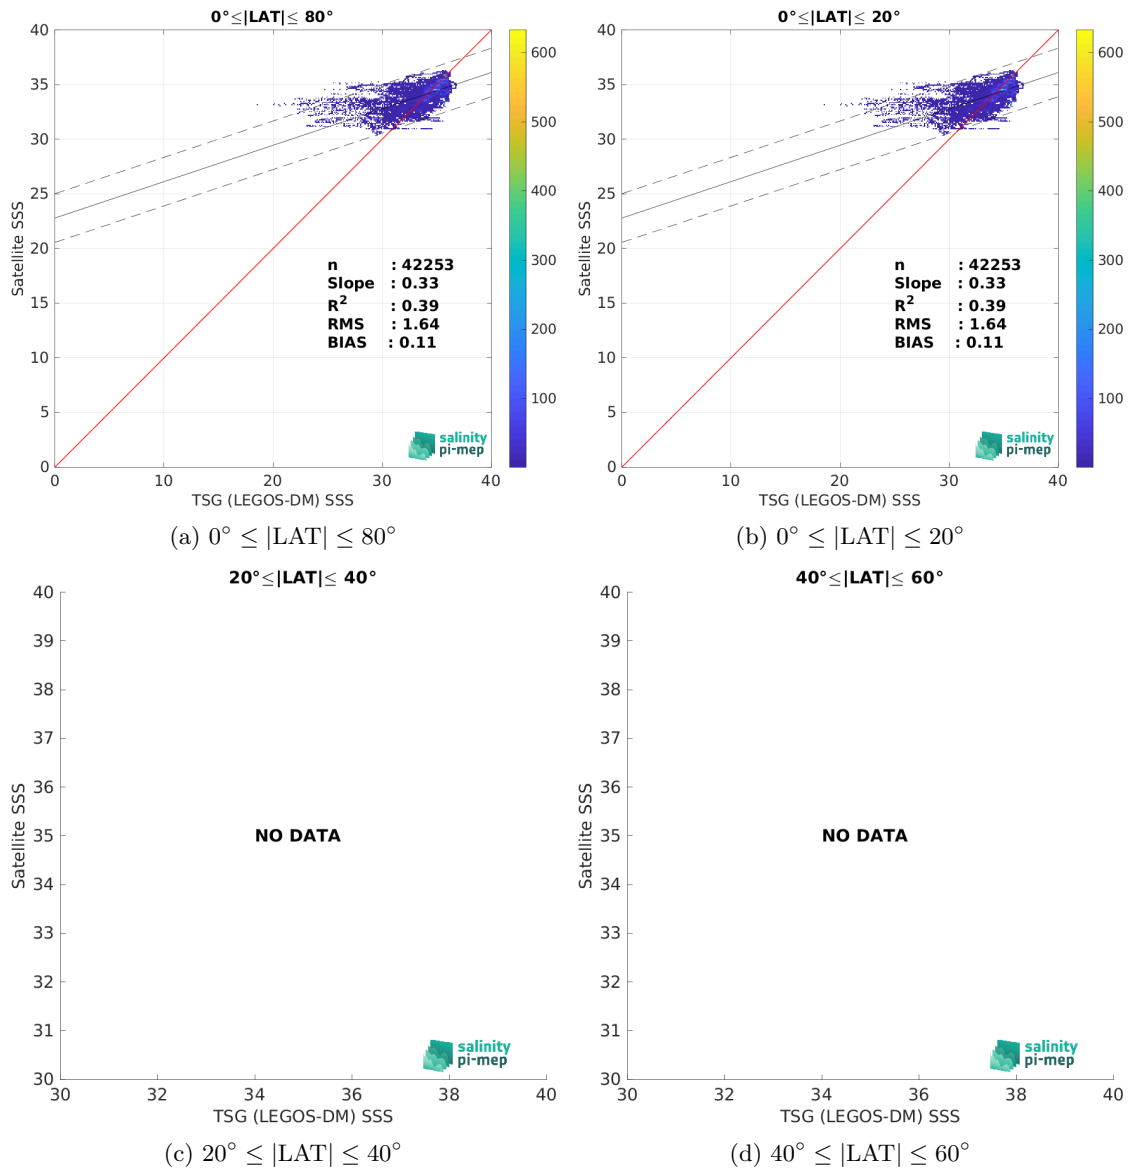 0°≤|LAT|≤ 80°
40
35
30
25
20
15
10
5
0
Satellite SSS
n : 42253
Slope : 0.33
R² : 0.39
RMS : 1.64
BIAS : 0.11
salinity
pi-mep
0 10 20 30 40
TSG (LEGOS-DM) SSS
600
500
400
300
200
100
(a) 0° ≤ |LAT| ≤ 80°
0°≤|LAT|≤ 20°
40
35
30
25
20
15
10
5
0
Satellite SSS
n : 42253
Slope : 0.33
R² : 0.39
RMS : 1.64
BIAS : 0.11
salinity
pi-mep
0 10 20 30 40
TSG (LEGOS-DM) SSS
600
500
400
300
200
100
(b) 0° ≤ |LAT| ≤ 20°
20°≤|LAT|≤ 40°
40
39
38
37
36
35
34
33
32
31
30
Satellite SSS
NO DATA
salinity
pi-mep
30 32 34 36 38 40
TSG (LEGOS-DM) SSS
(c) 20° ≤ |LAT| ≤ 40°
40°≤|LAT|≤ 60°
40
39
38
37
36
35
34
33
32
31
30
Satellite SSS
NO DATA
salinity
pi-mep
30 32 34 36 38 40
TSG (LEGOS-DM) SSS
(d) 40° ≤ |LAT| ≤ 60°